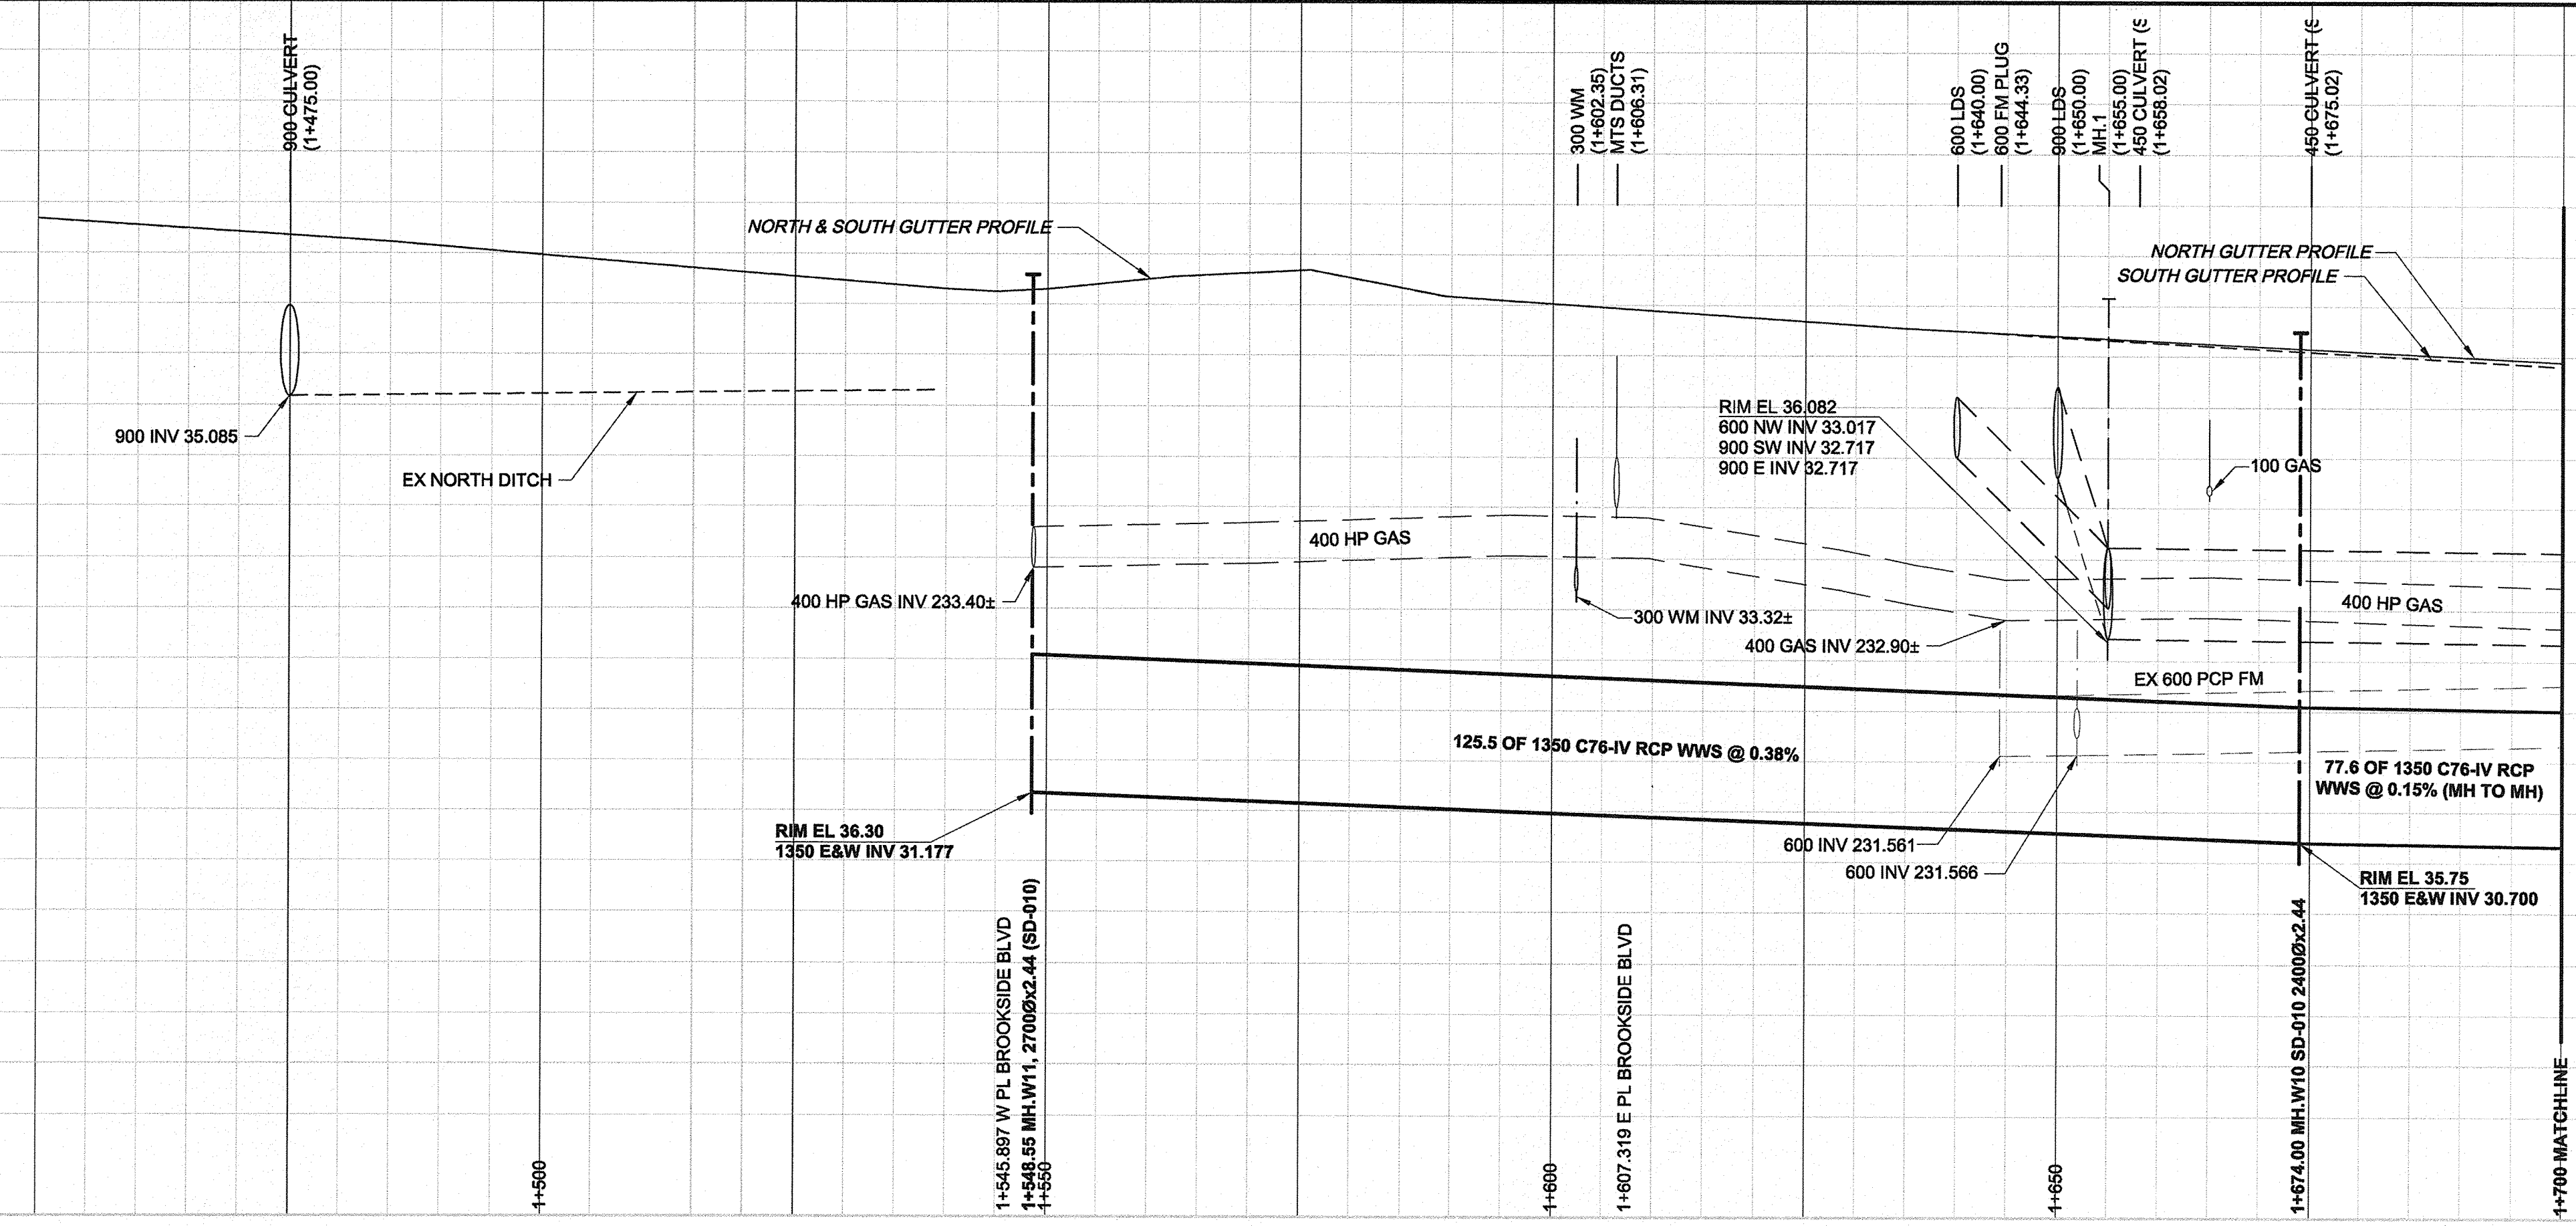 900 CULVERT
(1+475.00)
300 WM
(1+602.35)
MTS DUCTS
(1+606.31)
600 LDS
(1+640.00)
600 FM PLUG
(1+644.33)
900 LDS
(1+650.00)
MH.1
(1+655.00)
450 CULVERT (S
(1+658.02)
450 CULVERT (S
(1+675.02)
NORTH & SOUTH GUTTER PROFILE
NORTH GUTTER PROFILE
SOUTH GUTTER PROFILE
900 INV 35.085
EX NORTH DITCH
RIM EL 36.082
600 NW INV 33.017
900 SW INV 32.717
900 E INV 32.717
100 GAS
400 HP GAS
400 HP GAS INV 233.40±
300 WM INV 33.32±
400 GAS INV 232.90±
400 HP GAS
EX 600 PCP FM
125.5 OF 1350 C76-IV RCP WWS @ 0.38%
77.6 OF 1350 C76-IV RCP
WWS @ 0.15% (MH TO MH)
RIM EL 36.30
1350 E&W INV 31.177
600 INV 231.561
600 INV 231.566
RIM EL 35.75
1350 E&W INV 30.700
1+500
1+545.897 W PL BROOKSIDE BLVD
1+548.55 MH.W11, 2700Øx2.44 (SD-010)
1+550
1+600
1+607.319 E PL BROOKSIDE BLVD
1+650
1+674.00 MH.W10 SD-010 2400Øx2.44
1+700 MATCHLINE